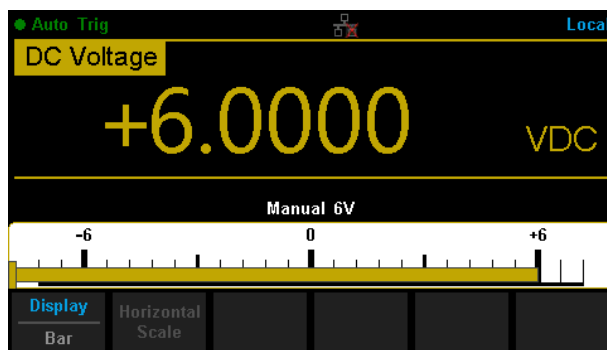 Auto Trig
Loca
DC Voltage
+6.0000 VDC
Manual 6V
-6 0 +6
Display
Bar
Horizontal
Scale